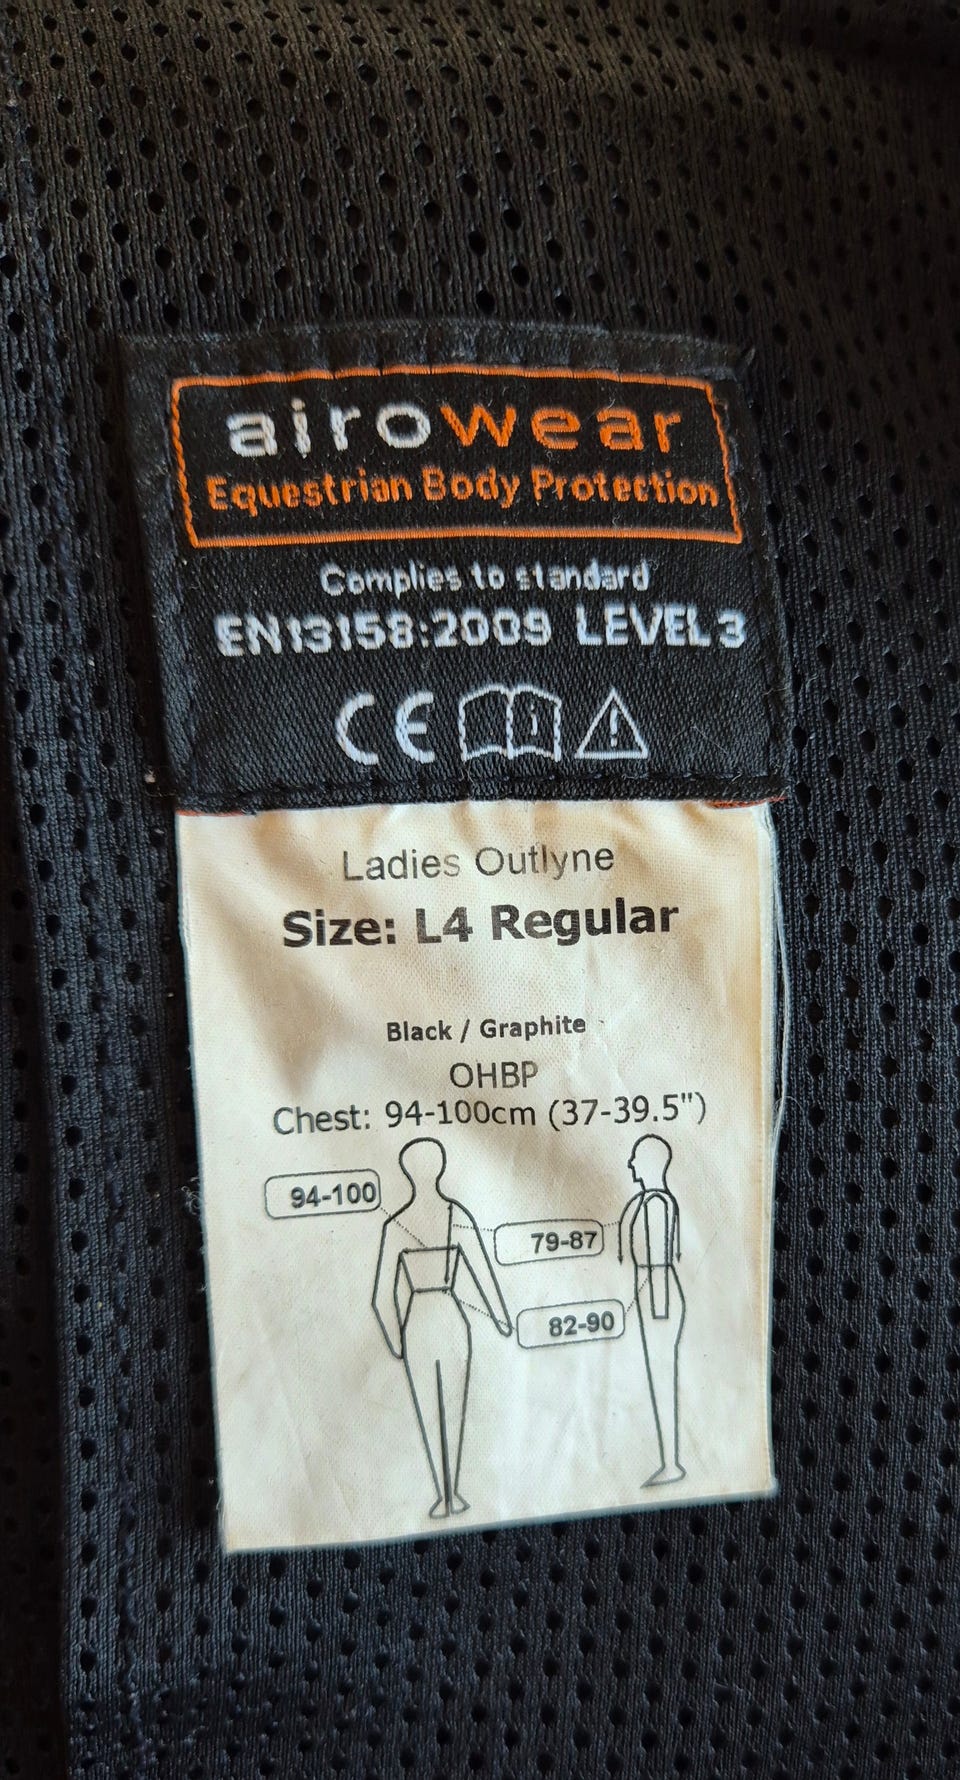 airowear
Equestrian Body Protection
Complies to standard
EN13158:2009 LEVEL 3
CE
Ladies Outlyne
Size: L4 Regular
Black / Graphite
OHBP
Chest: 94-100cm (37-39.5")
94-100
79-87
82-90